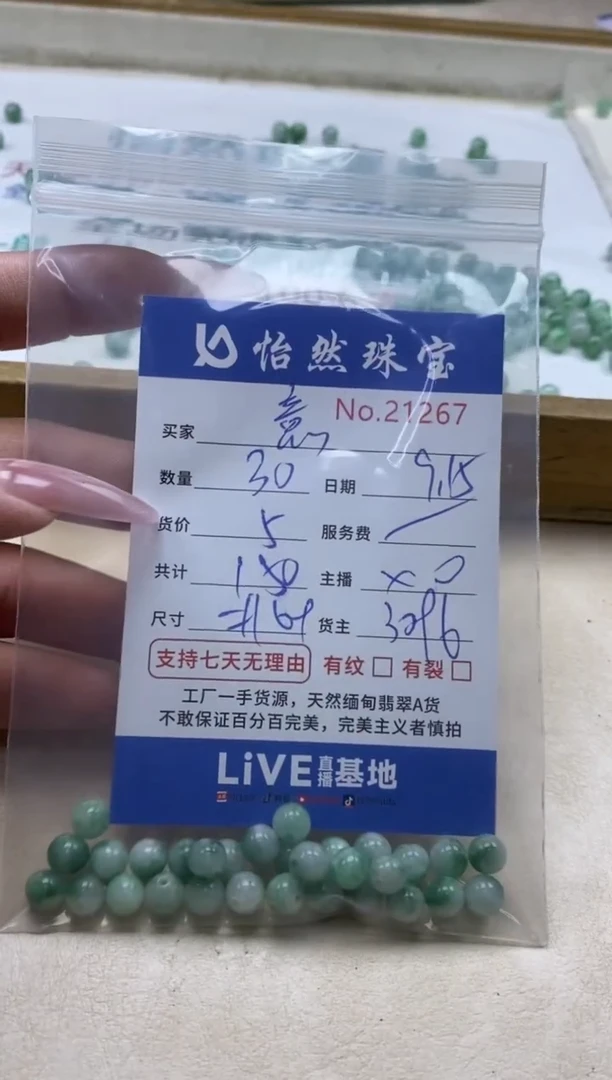 怡然珠宝
No.21267
买家
数量 30 日期 9.15
货价 5 服务费
共计 150 主播
尺寸 货主
支持七天无理由 有纹 有裂
工厂一手货源，天然缅甸翡翠A货
不敢保证百分百完美，完美主义者慎拍
LiVE直播基地